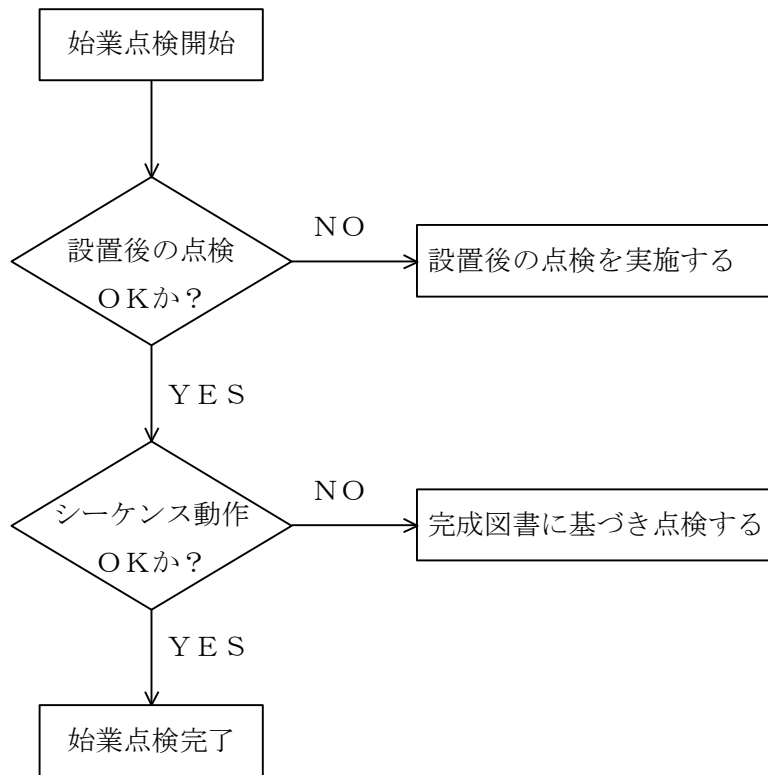 始業点検開始
設置後の点検
ＯＫか？
ＮＯ
設置後の点検を実施する
ＹＥＳ
シーケンス動作
ＯＫか？
ＮＯ
完成図書に基づき点検する
ＹＥＳ
始業点検完了